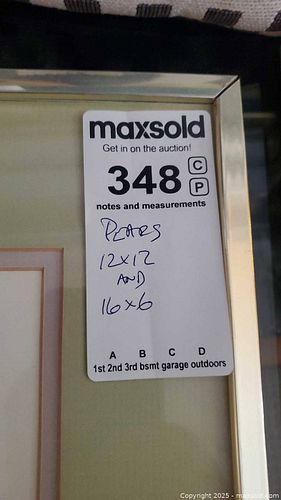 maxsold
Get in on the auction!
348 C
P
notes and measurements
PEARS
12x12
AND
16x6
A B C D
1st 2nd 3rd bsmt garage outdoors
Copyright 2025 - maxsold.com